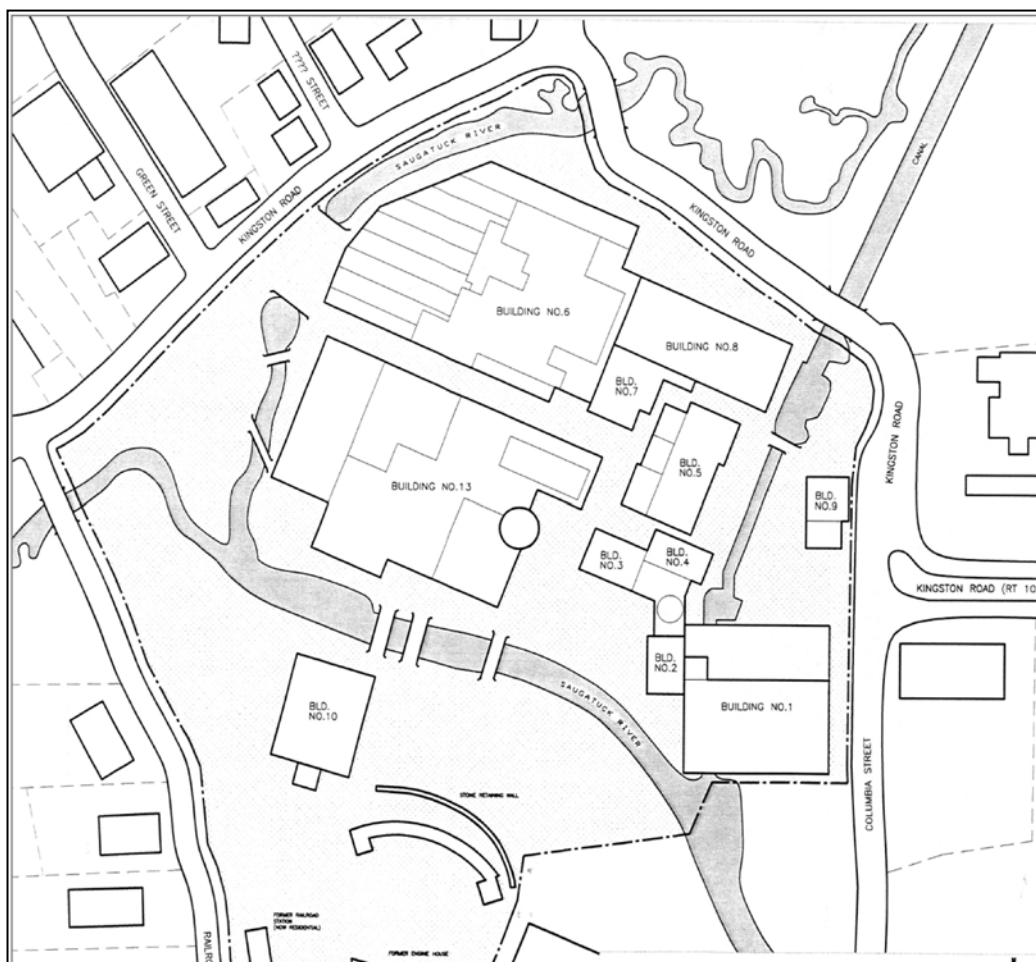 ???? STREET
SAUGATUCK RIVER
CANAL
GREEN STREET
KINGSTON ROAD
KINGSTON ROAD
BUILDING NO.6
BUILDING NO.8
BLD.
NO.7
KINGSTON ROAD
BLD.
NO.5
BUILDING NO.13
BLD.
NO.9
BLD.
NO.3
BLD.
NO.4
KINGSTON ROAD (RT 10
BLD.
NO.2
SAUGATUCK RIVER
BUILDING NO.1
BLD.
NO.10
STONE RETAINING WALL
COLUMBIA STREET
FORMER RAILROAD
STATION
(NOW RESIDENTIAL)
RAILRO
FORMER ENGINE HOUSE